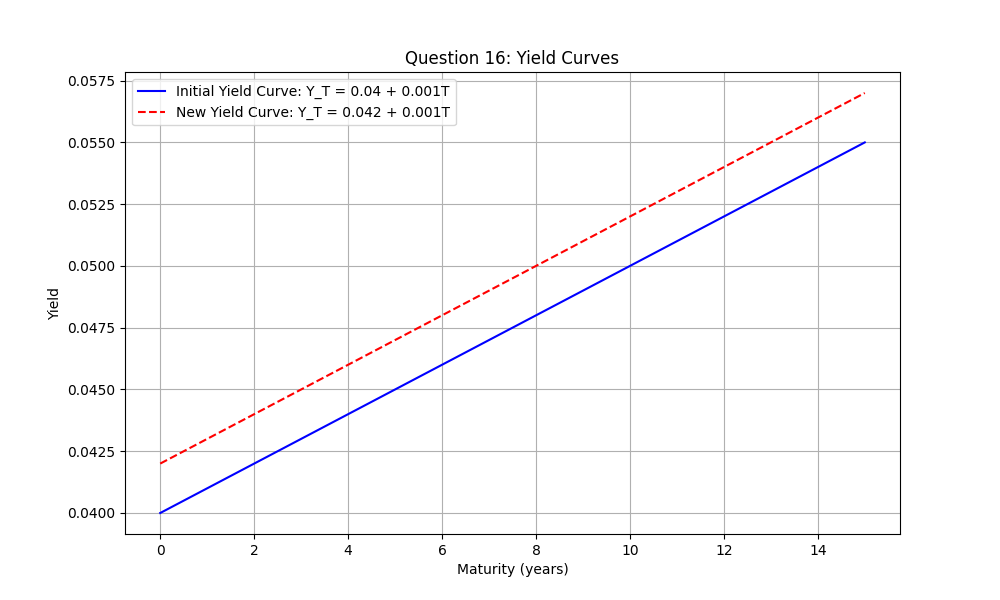 Question 16: Yield Curves
Initial Yield Curve: Y_T = 0.04 + 0.001T
New Yield Curve: Y_T = 0.042 + 0.001T
Yield
0.0575
0.0550
0.0525
0.0500
0.0475
0.0450
0.0425
0.0400
0 2 4 6 8 10 12 14
Maturity (years)